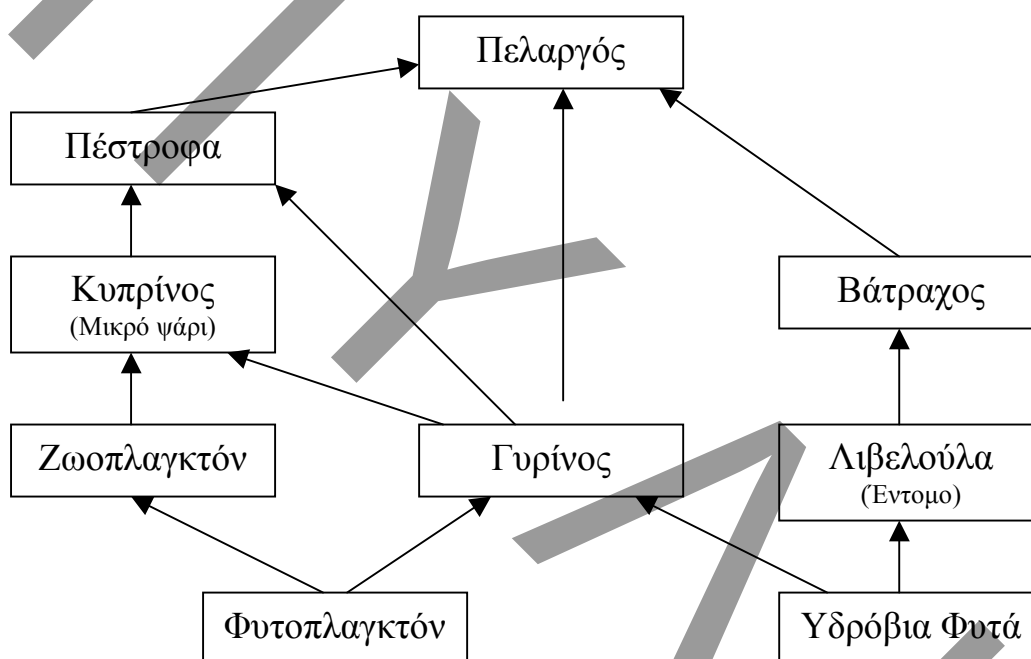 Πελαργός
Πέστροφα
Κυπρίνος
(Μικρό ψάρι)
Βάτραχος
Ζωοπλαγκτόν
Γυρίνος
Λιβελούλα
(Έντομο)
Φυτοπλαγκτόν
Υδρόβια Φυτά